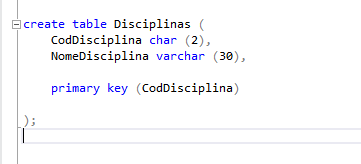 create table Disciplinas (
CodDisciplina char (2),
NomeDisciplina varchar (30),
primary key (CodDisciplina)
);